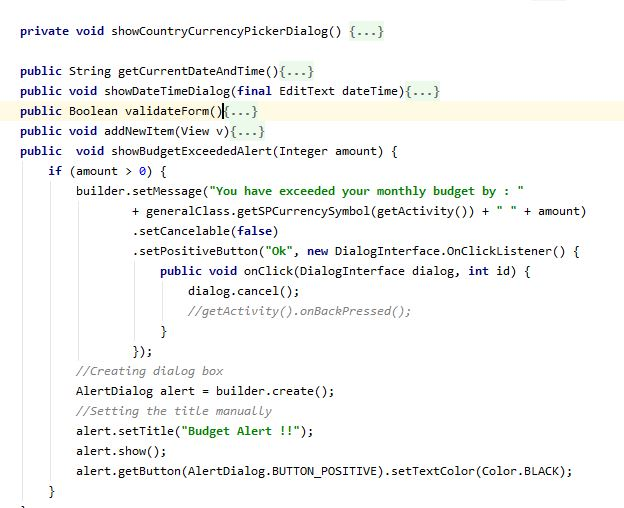 private void showCountryCurrencyPickerDialog() {...}
public String getCurrentDateAndTime(){...}
public void showDateTimeDialog(final EditText dateTime){...}
public Boolean validateForm(){...}
public void addNewItem(View v){...}
public  void showBudgetExceededAlert(Integer amount) {
    if (amount > 0) {
        builder.setMessage("You have exceeded your monthly budget by : "
                + generalClass.getSPCurrencySymbol(getActivity()) + " " + amount)
                .setCancelable(false)
                .setPositiveButton("Ok", new DialogInterface.OnClickListener() {
                    public void onClick(DialogInterface dialog, int id) {
                        dialog.cancel();
                        //getActivity().onBackPressed();
                    }
                });
        //Creating dialog box
        AlertDialog alert = builder.create();
        //Setting the title manually
        alert.setTitle("Budget Alert !!");
        alert.show();
        alert.getButton(AlertDialog.BUTTON_POSITIVE).setTextColor(Color.BLACK);
    }